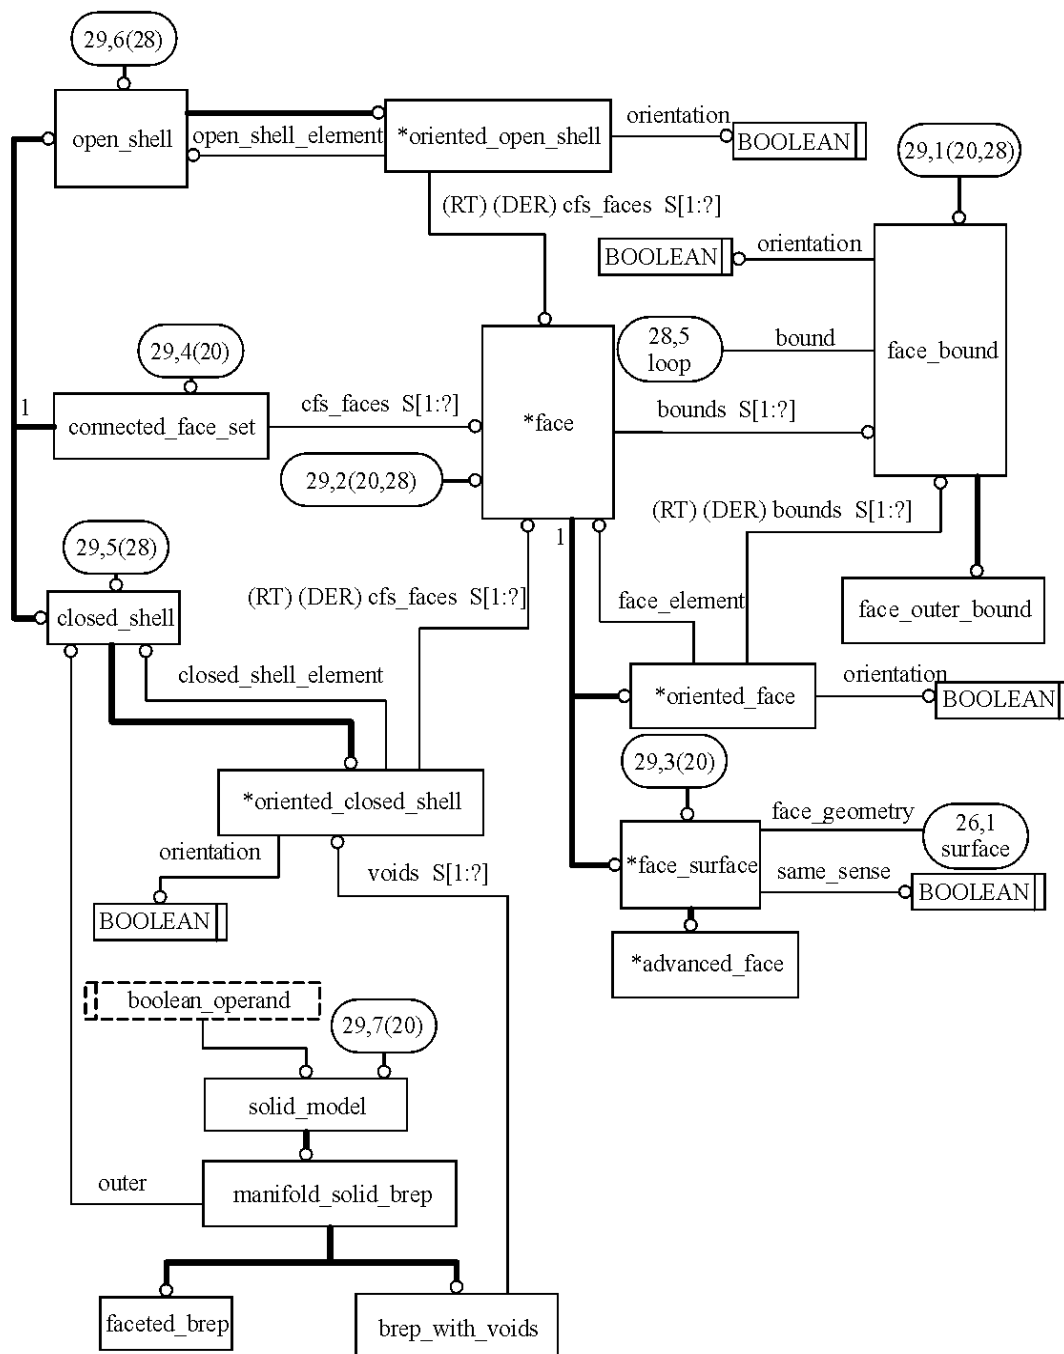 29,6(28)
open_shell
open_shell_element
*oriented_open_shell
orientation
BOOLEAN
29,1(20,28)
(RT) (DER) cfs_faces S[1:?]
BOOLEAN
orientation
29,4(20)
28,5
loop
bound
face_bound
1
connected_face_set
cfs_faces S[1:?]
*face
bounds S[1:?]
29,2(20,28)
(RT) (DER) bounds S[1:?]
1
29,5(28)
(RT) (DER) cfs_faces S[1:?]
face_element
face_outer_bound
closed_shell
closed_shell_element
*oriented_face
orientation
BOOLEAN
29,3(20)
*oriented_closed_shell
face_geometry
26,1
surface
orientation
voids S[1:?]
*face_surface
same_sense
BOOLEAN
BOOLEAN
*advanced_face
boolean_operand
29,7(20)
solid_model
outer
manifold_solid_brep
faceted_brep
brep_with_voids